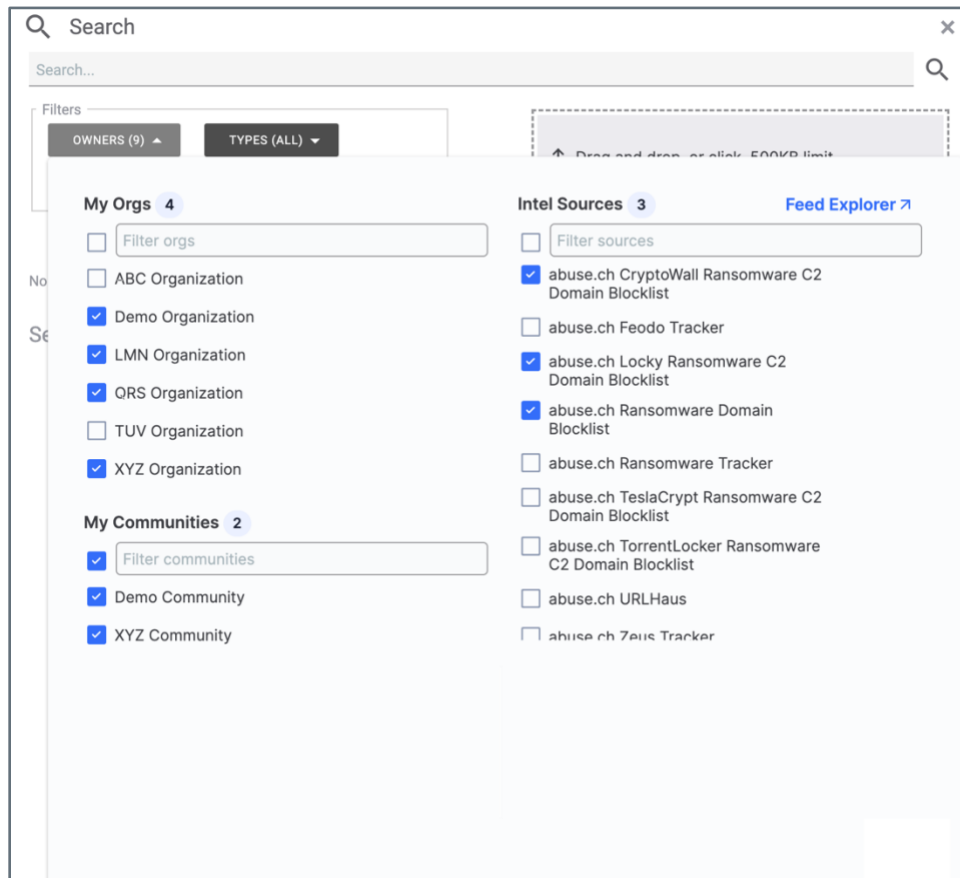 Search
Search...
Filters
OWNERS (9)
TYPES (ALL)
Drag and drop, or click, 500KB limit
My Orgs 4
Filter orgs
ABC Organization
Demo Organization
LMN Organization
QRS Organization
TUV Organization
XYZ Organization
My Communities 2
Filter communities
Demo Community
XYZ Community
Intel Sources 3
Feed Explorer
Filter sources
abuse.ch CryptoWall Ransomware C2
Domain Blocklist
abuse.ch Feodo Tracker
abuse.ch Locky Ransomware C2
Domain Blocklist
abuse.ch Ransomware Domain
Blocklist
abuse.ch Ransomware Tracker
abuse.ch TeslaCrypt Ransomware C2
Domain Blocklist
abuse.ch TorrentLocker Ransomware
C2 Domain Blocklist
abuse.ch URLHaus
abuse.ch Zeus Tracker
No
Se